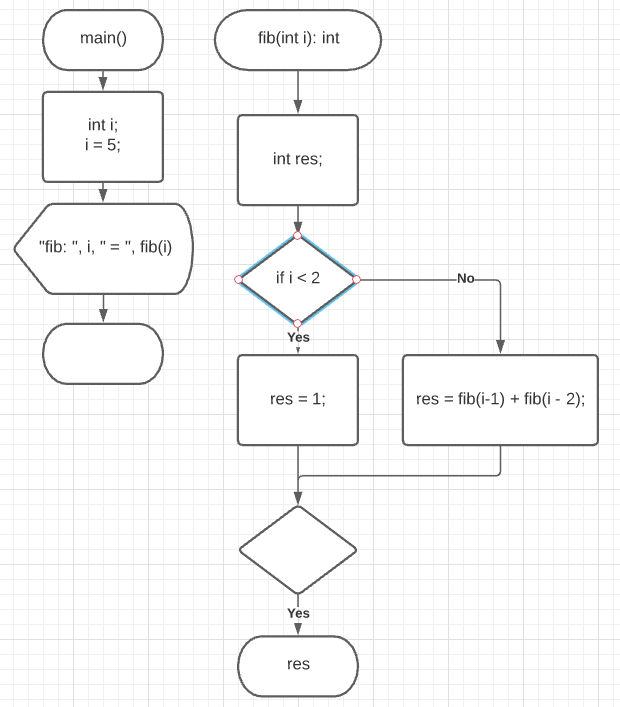 main()
int i;
i = 5;
"fib: ", i, " = ", fib(i)
fib(int i): int
int res;
if i < 2
No
Yes
res = 1;
res = fib(i-1) + fib(i - 2);
Yes
res